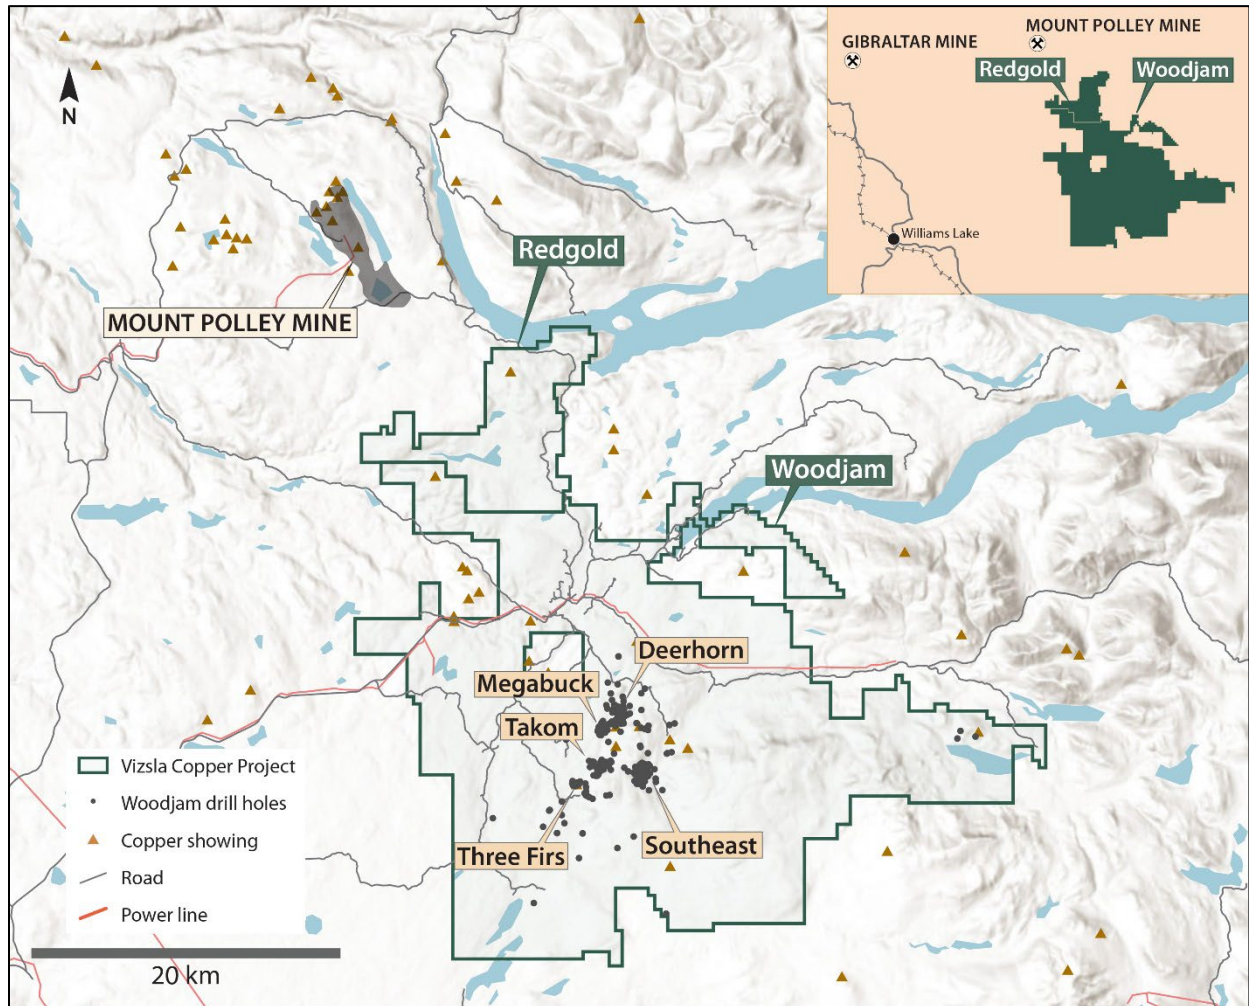 N
GIBRALTAR MINE
MOUNT POLLEY MINE
Redgold
Woodjam
Williams Lake
Redgold
MOUNT POLLEY MINE
Woodjam
Deerhorn
Megabuck
Takom
Three Firs
Southeast
Vizsla Copper Project
Woodjam drill holes
Copper showing
Road
Power line
20 km